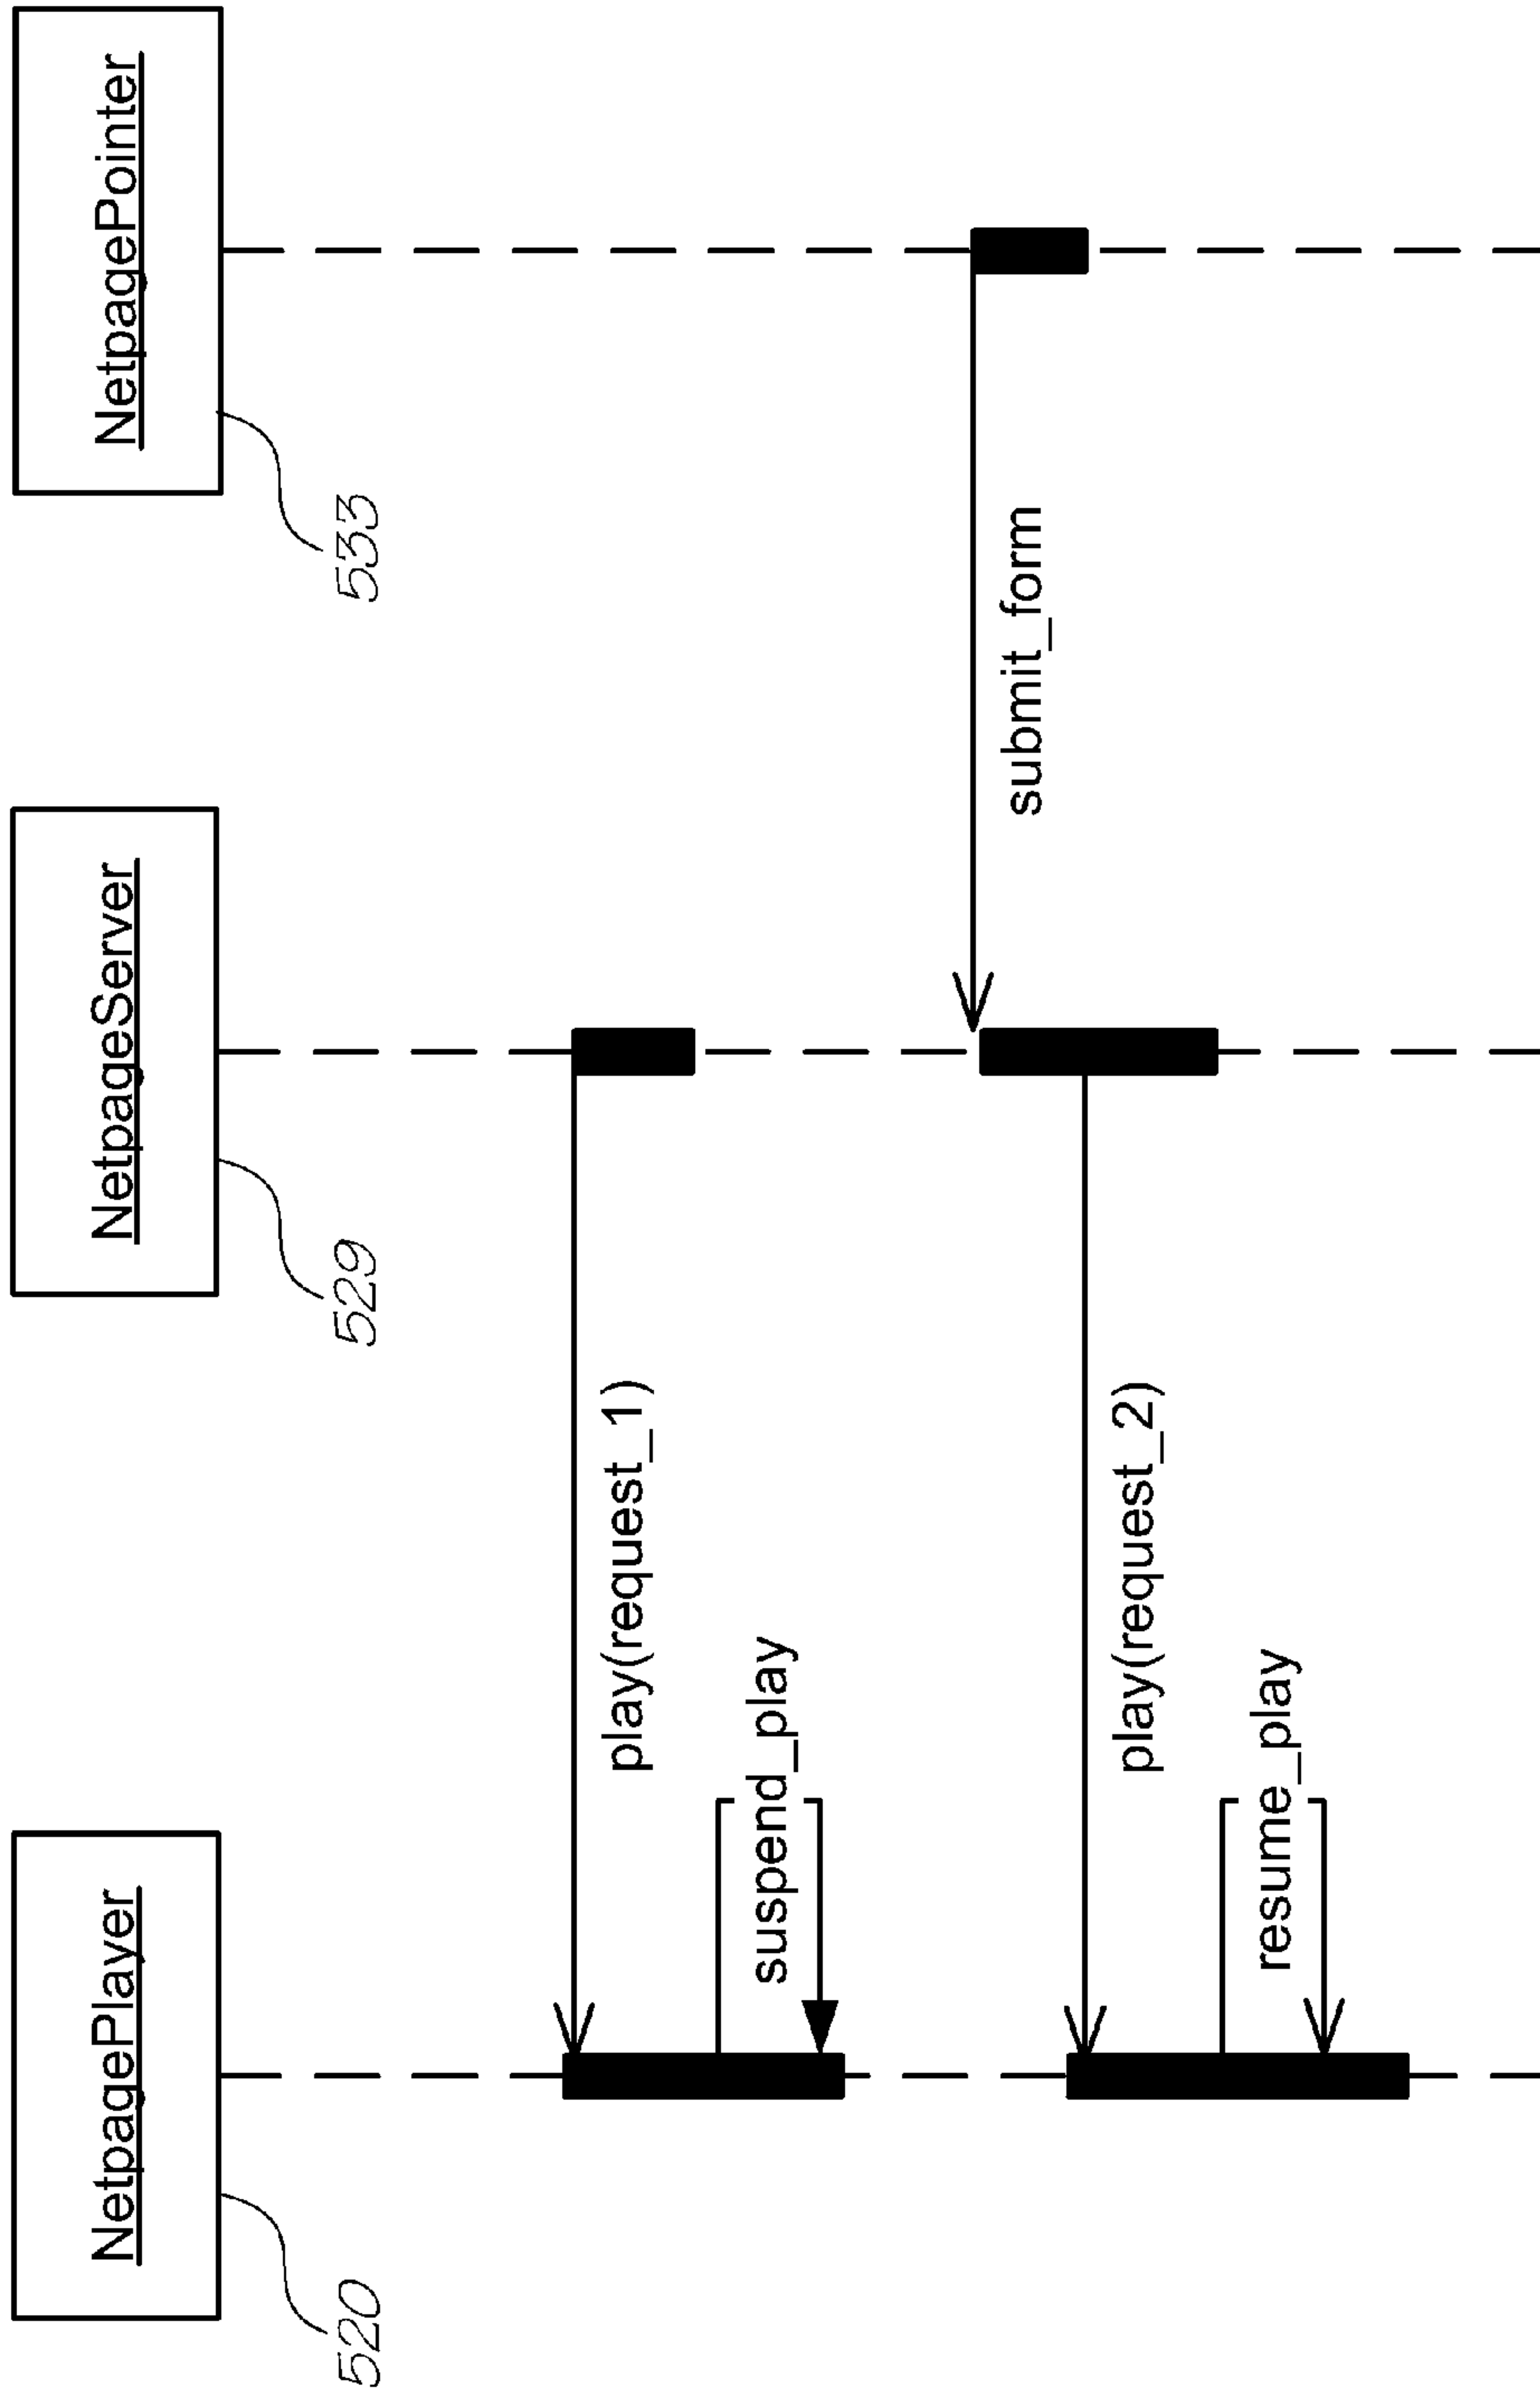 NetpagePlayer
NetpageServer
NetpagePointer
520
529
533
play(request_1)
suspend_play
submit_form
play(request_2)
resume_play